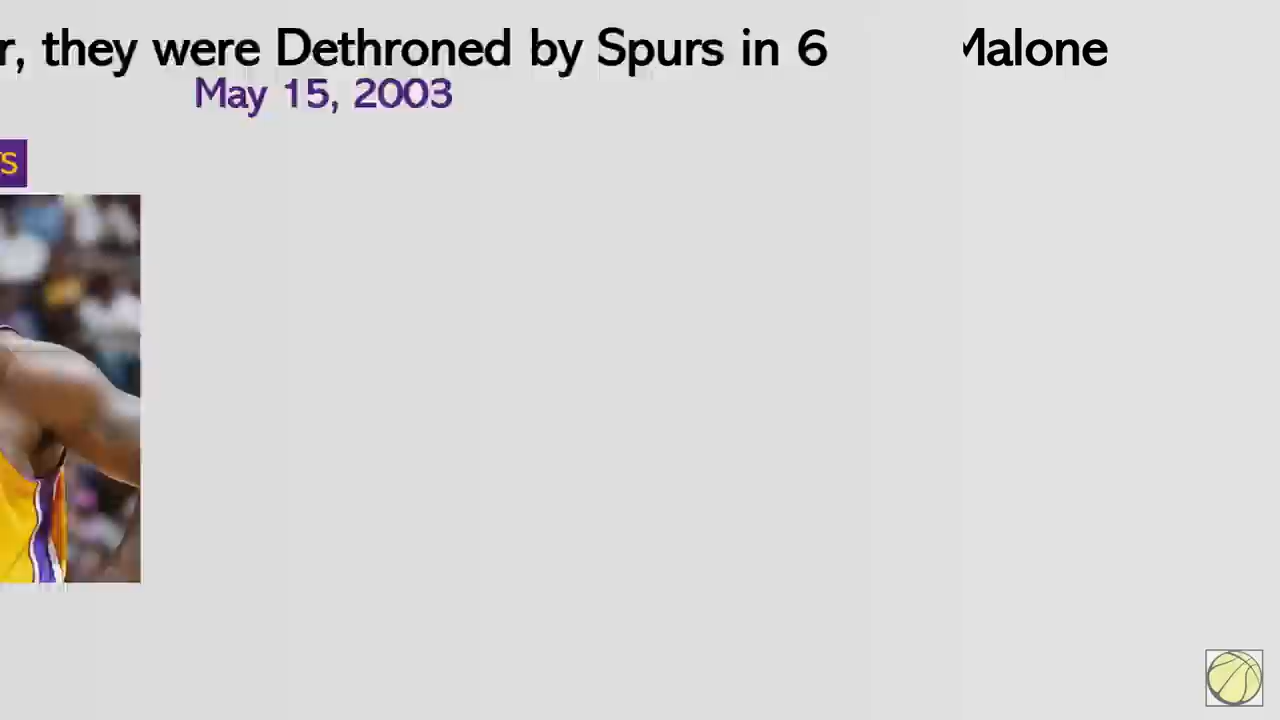 r, they were Dethroned by Spurs in 6
Malone
May 15, 2003
S